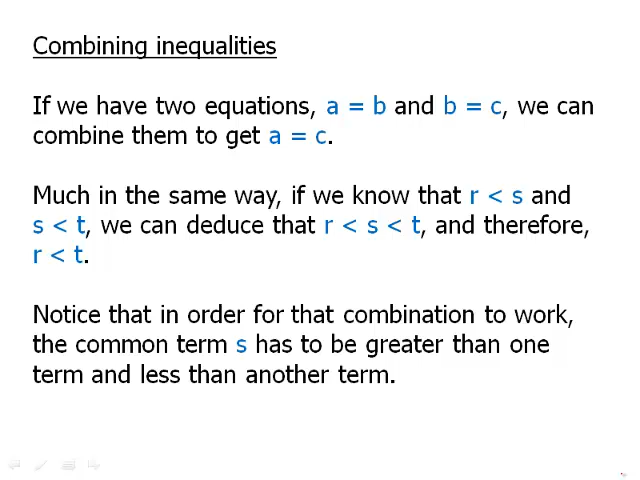 Combining inequalities
If we have two equations, a = b and b = c, we can
combine them to get a = c.
Much in the same way, if we know that r < s and
s < t, we can deduce that r < s < t, and therefore,
r < t.
Notice that in order for that combination to work,
the common term s has to be greater than one
term and less than another term.